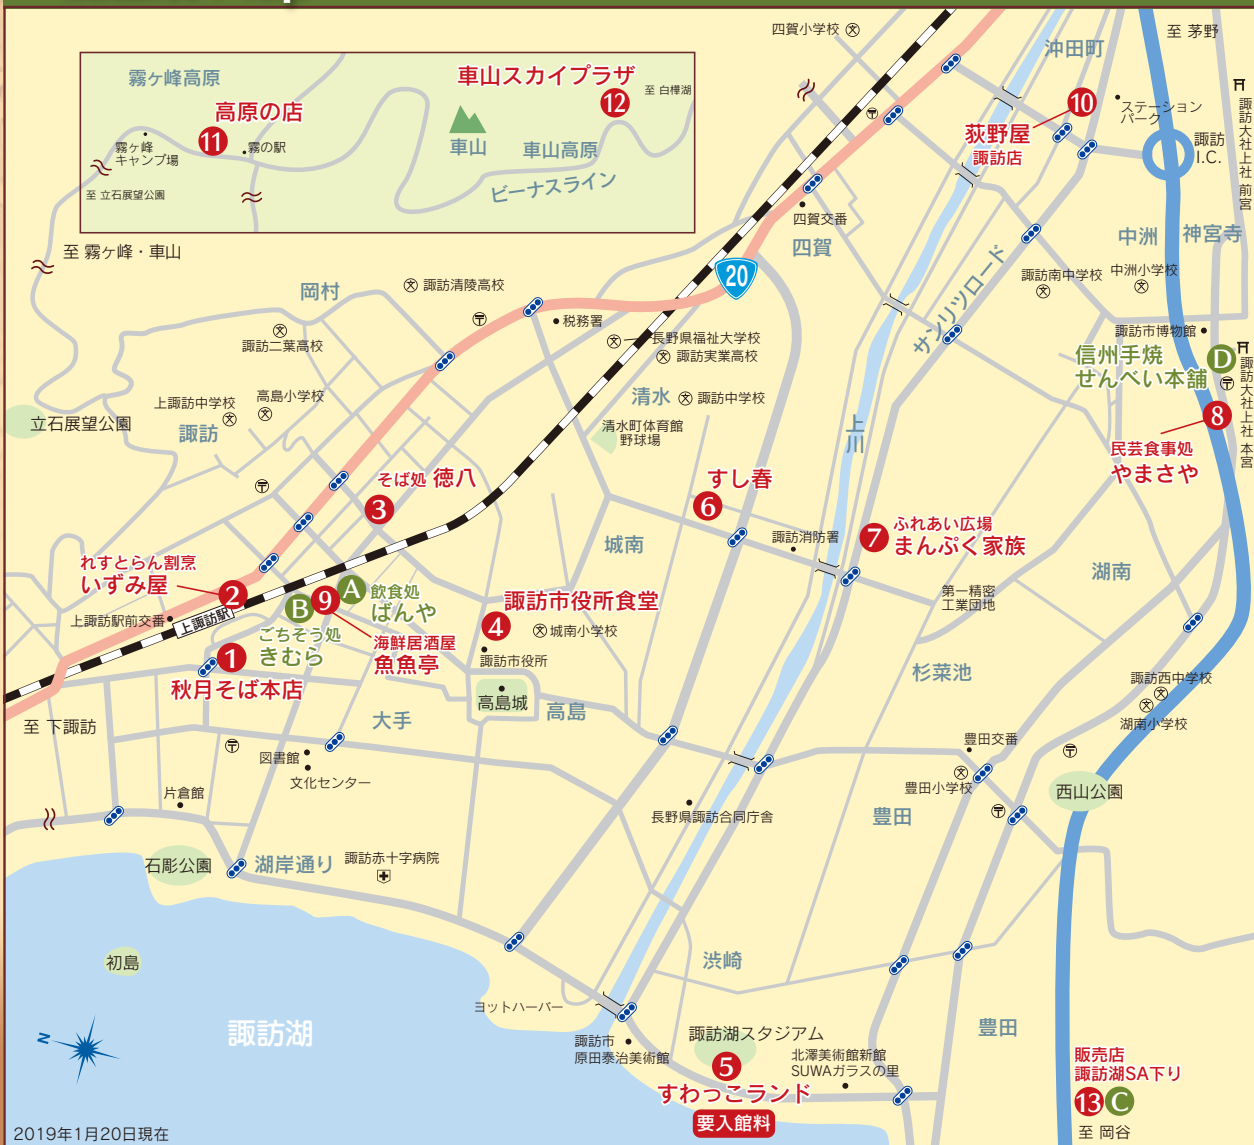 四賀小学校
沖田町
至 茅野
霧ヶ峰高原
車山スカイプラザ
12
至 白樺湖
高原の店
11
霧ヶ峰
キャンプ場
霧の駅
車山
車山高原
ビーナスライン
至 立石展望公園
10
ステーション
パーク
荻野屋
諏訪店
諏訪
I.C.
諏訪大社上社 前宮
四賀交番
四賀
中洲
神宮寺
至 霧ヶ峰・車山
20
サンリツロード
諏訪南中学校
中洲小学校
岡村
諏訪清陵高校
税務署
長野県福祉大学校
諏訪実業高校
諏訪市博物館
信州手焼
せんべい本舗
D
諏訪大社上社 本宮
諏訪二葉高校
高島小学校
上諏訪中学校
諏訪
立石展望公園
清水
諏訪中学校
清水町体育館
野球場
上川
8
民芸食事処
やまさや
そば処 徳八
3
すし春
6
諏訪消防署
7
ふれあい広場
まんぷく家族
城南
湖南
第一精密
工業団地
れすとらん割烹
いずみ屋
2
上諏訪駅前交番
上諏訪駅
A
飲食処
ばんや
B
9
ごちそう処
きむら
海鮮居酒屋
魚魚亭
諏訪市役所食堂
4
城南小学校
諏訪市役所
1
秋月そば本店
高島城
高島
大手
杉菜池
諏訪西中学校
湖南小学校
至 下諏訪
図書館
文化センター
片倉館
豊田交番
豊田小学校
西山公園
長野県諏訪合同庁舎
豊田
石彫公園
湖岸通り
諏訪赤十字病院
初島
渋崎
ヨットハーバー
諏訪湖
N
諏訪市
原田泰治美術館
諏訪湖スタジアム
5
すわっこランド
要入館料
北澤美術館新館
SUWAガラスの里
豊田
販売店
諏訪湖SA下り
13
C
至 岡谷
2019年1月20日現在